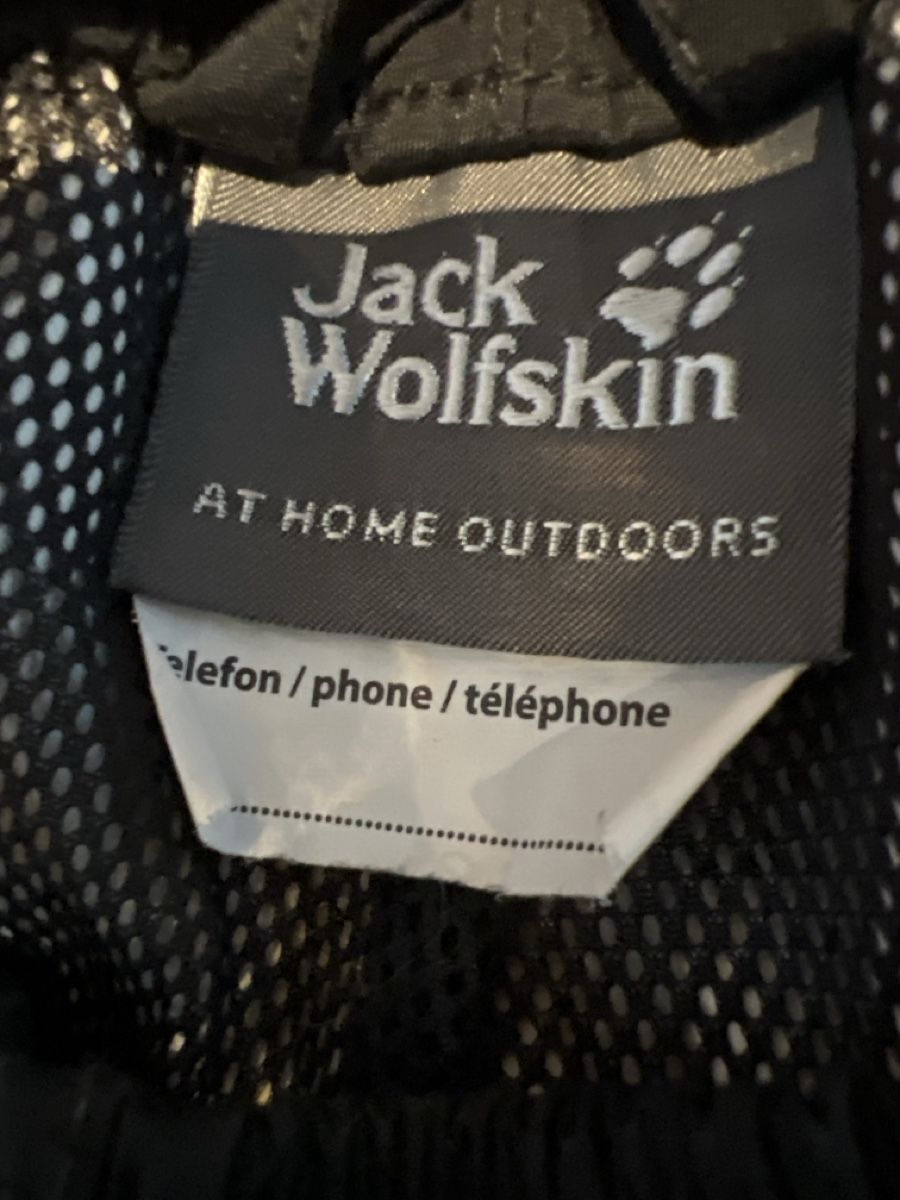 Jack
Wolfskin
AT HOME OUTDOORS
elefon / phone / téléphone